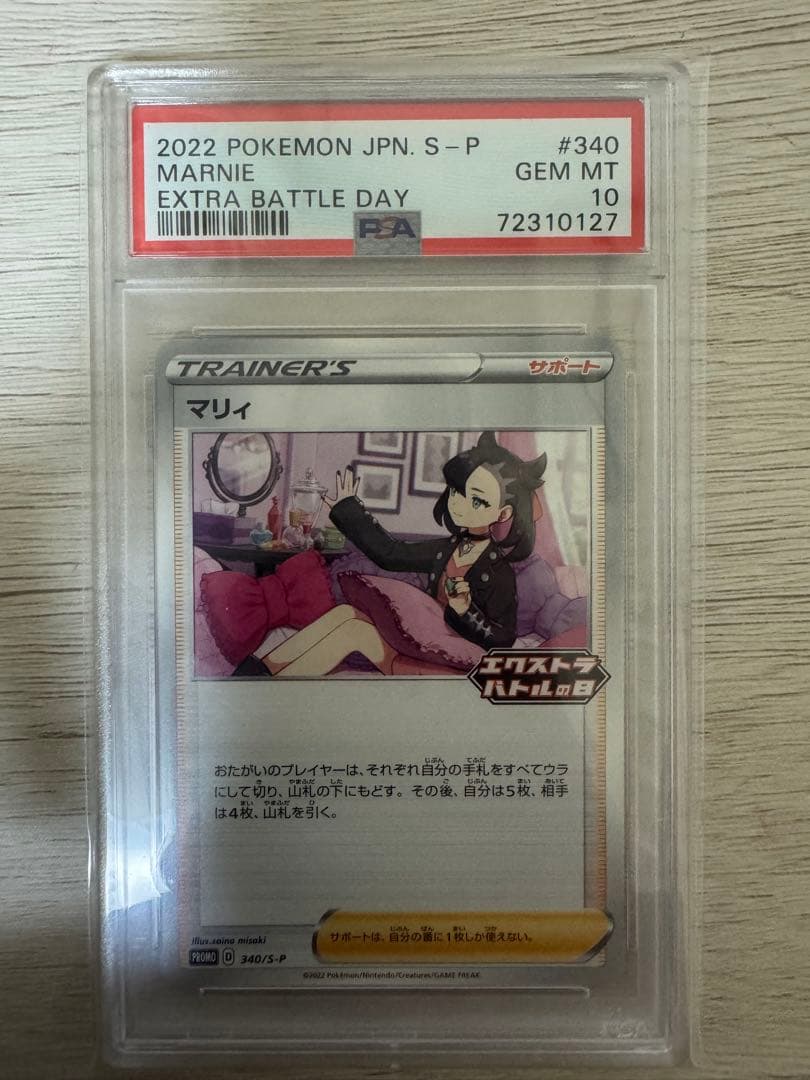 2022 POKEMON JPN. S-P #340
MARNIE GEM MT
EXTRA BATTLE DAY 10
PSA 72310127
TRAINER'S サポート
マリィ
エクストラ
バトルの日
おたがいのプレイヤーは、それぞれ自分の手札をすべてウラ
にして切り、山札の下にもどす。その後、自分は5枚、相手
は4枚、山札を引く。
illus.saino misaki
サポートは、自分の番に1枚しか使えない。
PROMO D 340/S-P
©2022 Pokémon/Nintendo/Creatures/GAME FREAK.